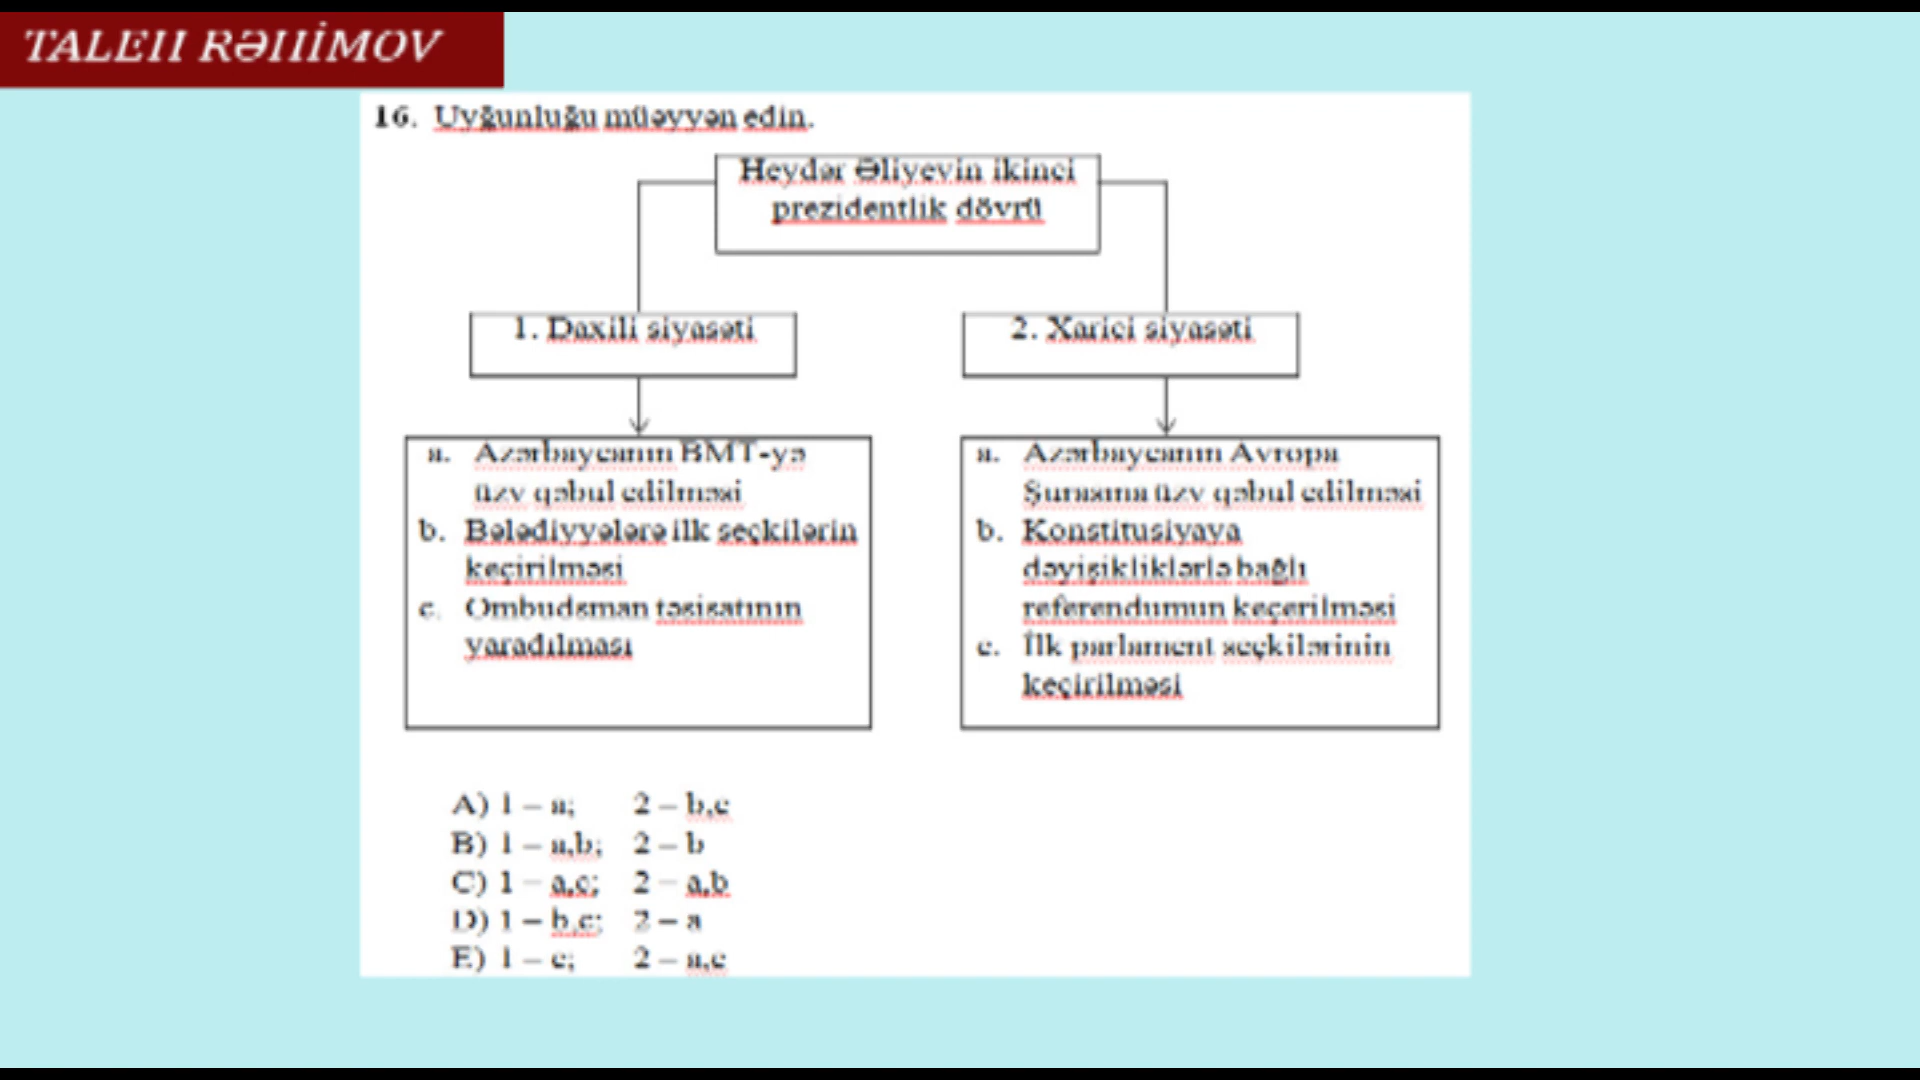 TALEH RƏHİMOV
16. Uyğunluğu müəyyən edin.
Heydər Əliyevin ikinci
prezidentlik dövrü
1. Daxili siyasəti
2. Xarici siyasəti
a. Azərbaycanın BMT-yə
üzv qəbul edilməsi
b. Bələdiyyələrə ilk seçkilərin
keçirilməsi
c. Ombudsman təsisatının
yaradılması
a. Azərbaycanın Avropa
Şurasına üzv qəbul edilməsi
b. Konstitusiyaya
dəyişikliklərlə bağlı
referendumun keçerilməsi
c. İlk parlament seçkilərinin
keçirilməsi
A) 1 – a; 2 – b,c
B) 1 – a,b; 2 – b
C) 1 – a,c; 2 – a,b
D) 1 – b,c; 2 – a
E) 1 – c; 2 – a,c